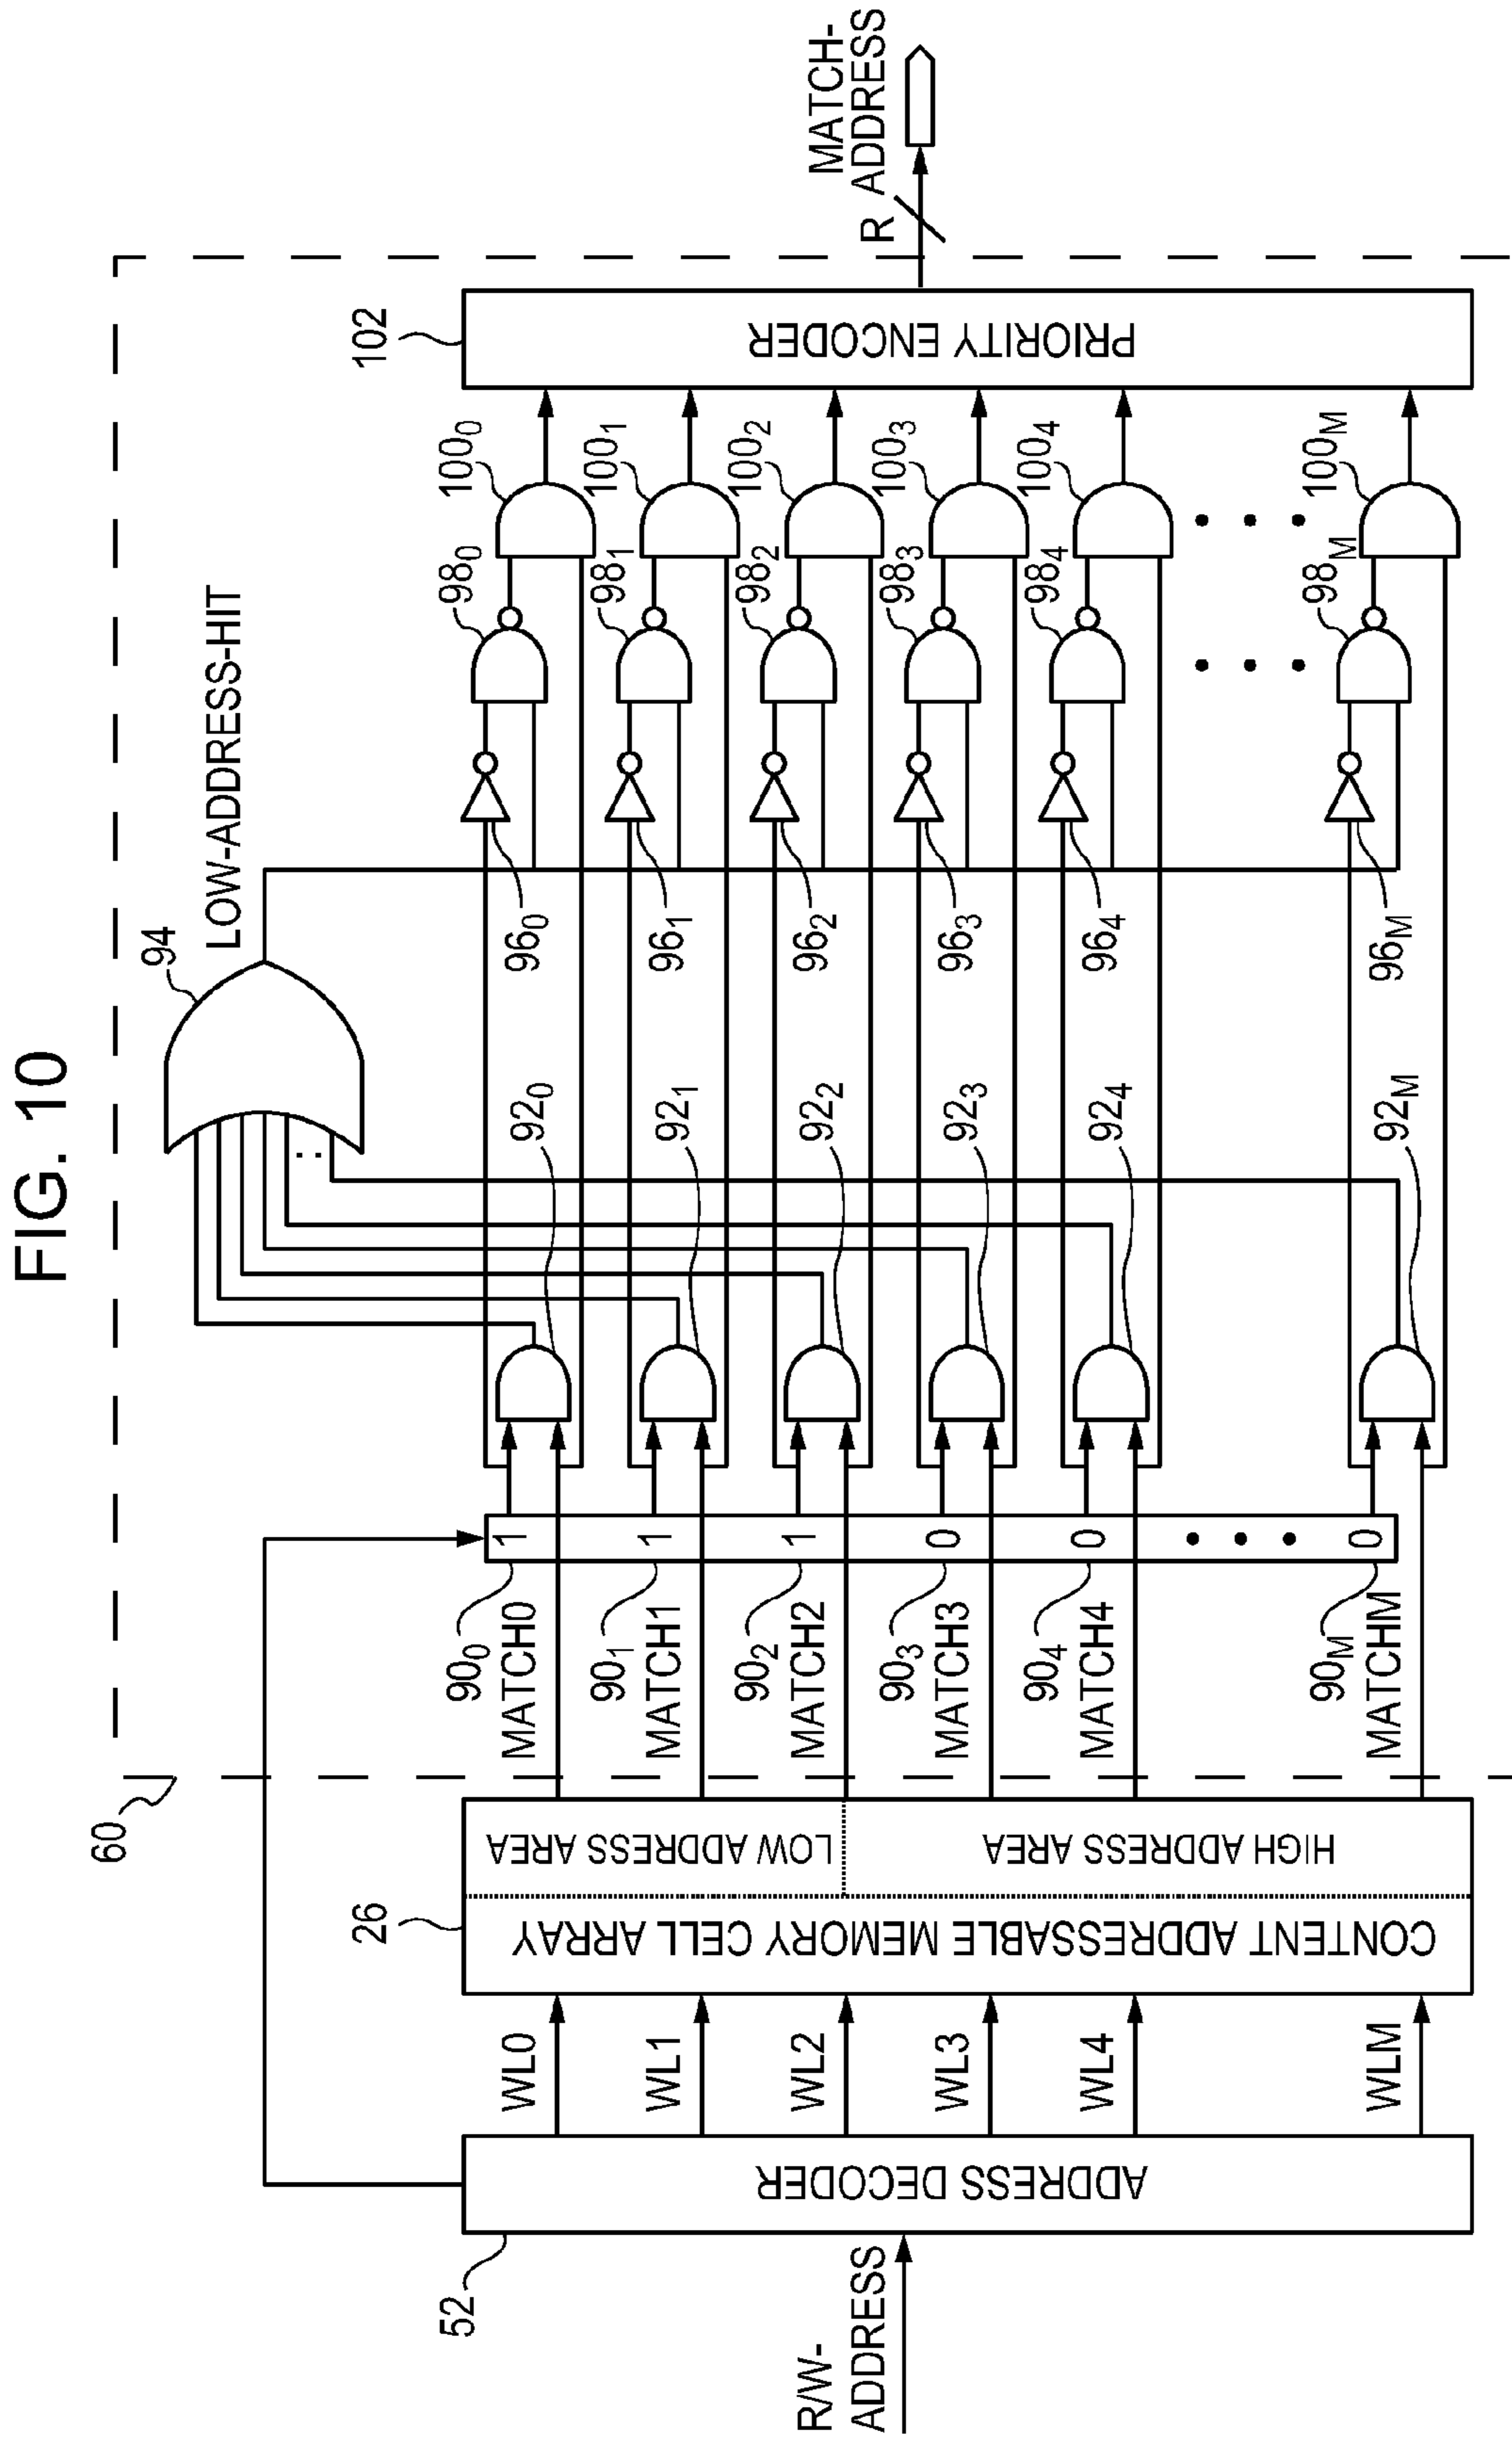 FIG. 10
60
94
LOW-ADDRESS-HIT
R/W-
ADDRESS
52
ADDRESS DECODER
WL0
WL1
WL2
WL3
WL4
WLM
26
CONTENT ADDRESSABLE MEMORY CELL ARRAY
LOW ADDRESS AREA
HIGH ADDRESS AREA
90₀
MATCH0
90₁
MATCH1
90₂
MATCH2
90₃
MATCH3
90₄
MATCH4
90M
MATCHM
1
1
1
0
0
0
92₀
92₁
92₂
92₃
92₄
92M
96₀
96₁
96₂
96₃
96₄
96M
98₀
98₁
98₂
98₃
98₄
98M
100₀
100₁
100₂
100₃
100₄
100M
102
PRIORITY ENCODER
R
MATCH-
ADDRESS